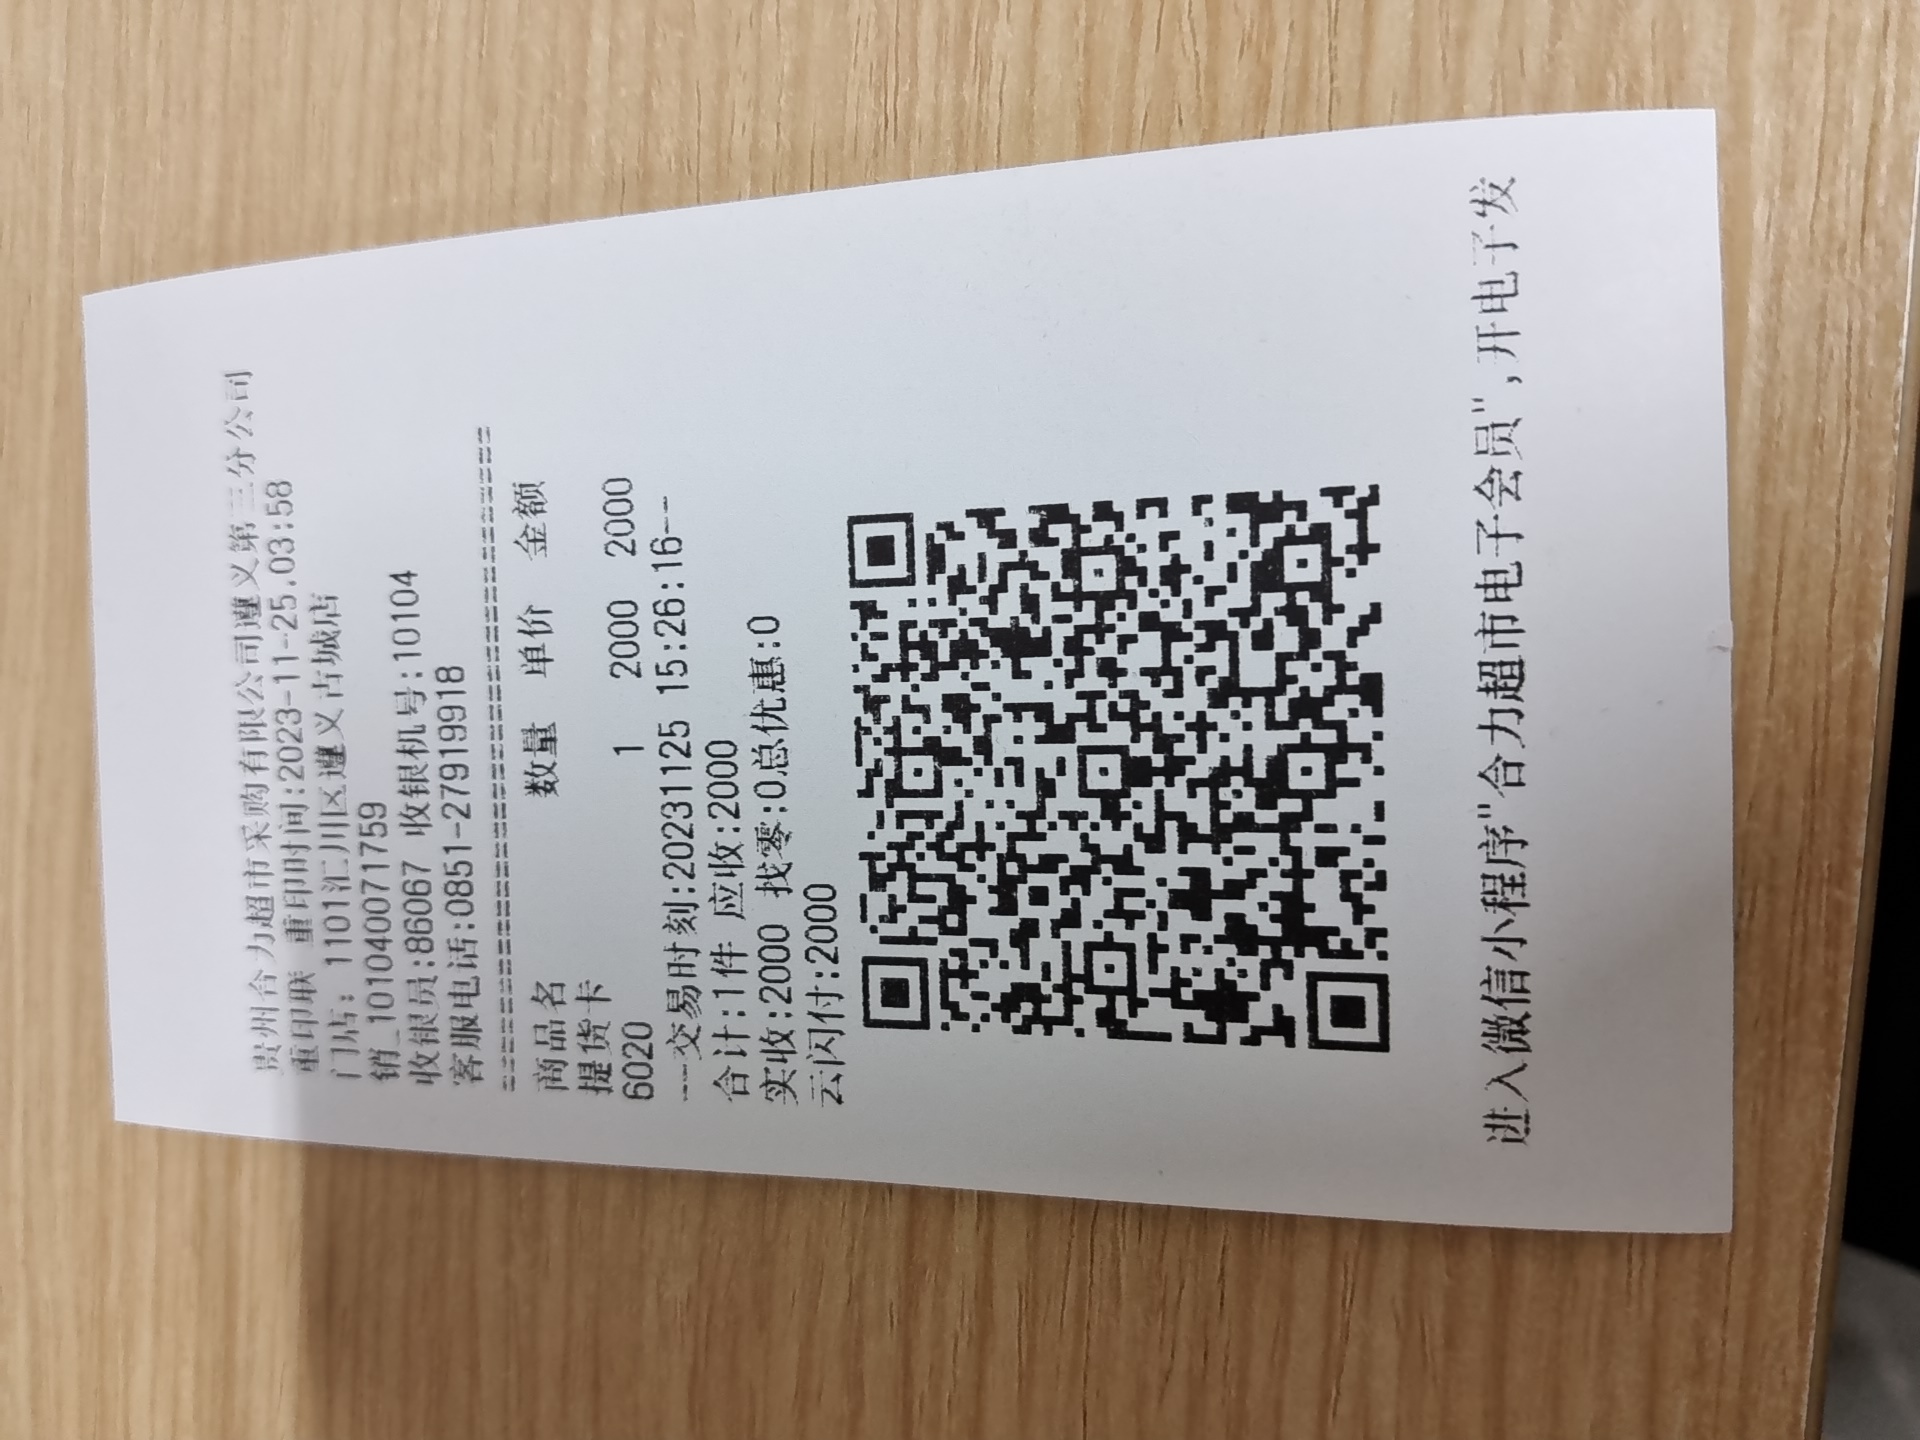 贵州合力超市采购有限公司遵义第三分公司
重印联 重印时间:2023-11-25.03:58
门店: 1101汇川区遵义古城店
销_101040071759
收银员:86067 收银机号:10104
客服电话:0851-27919918
================================
商品名 数量 单价 金额
提货卡
6020 1 2000 2000
---交易时刻:20231125 15:26:16--
合计:1件 应收:2000
实收:2000 找零:0总优惠:0
云闪付:2000
进入微信小程序"合力超市电子会员",开电子发